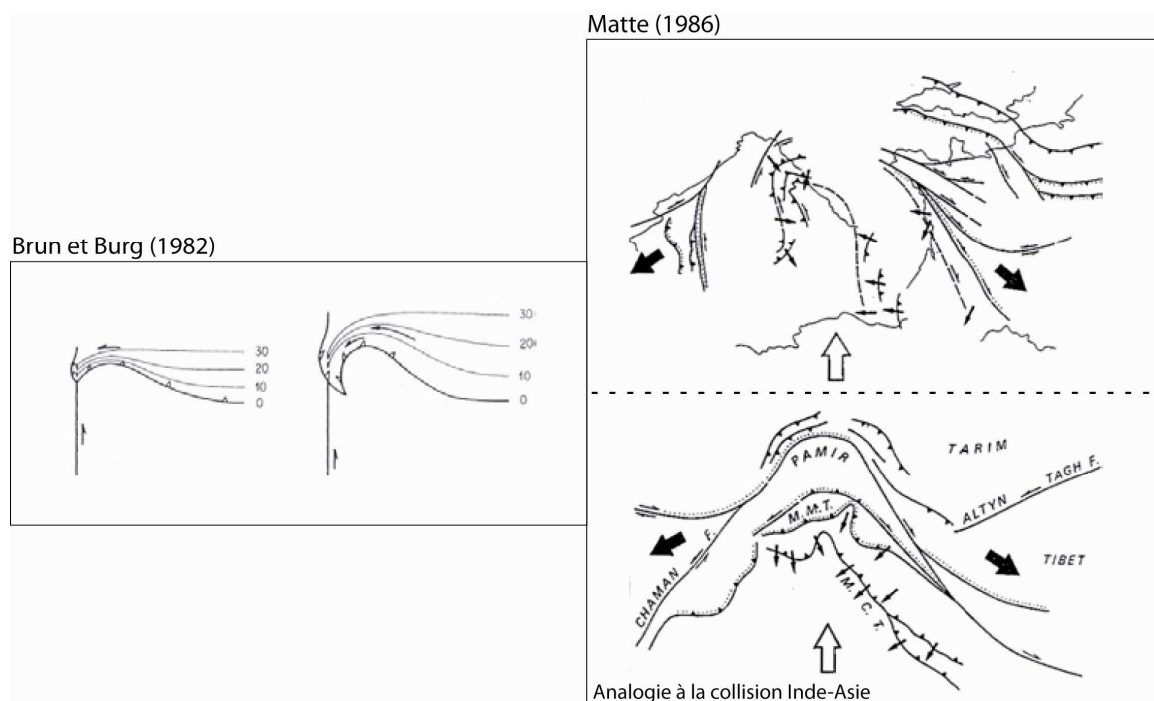 Matte (1986)
Brun et Burg (1982)
30
20
10
0
30
20
10
0
PAMIR
TARIM
M.M.T.
ALTYN TAGH F.
CHAMAN F.
TIBET
M.C.T.
Analogie à la collision Inde-Asie